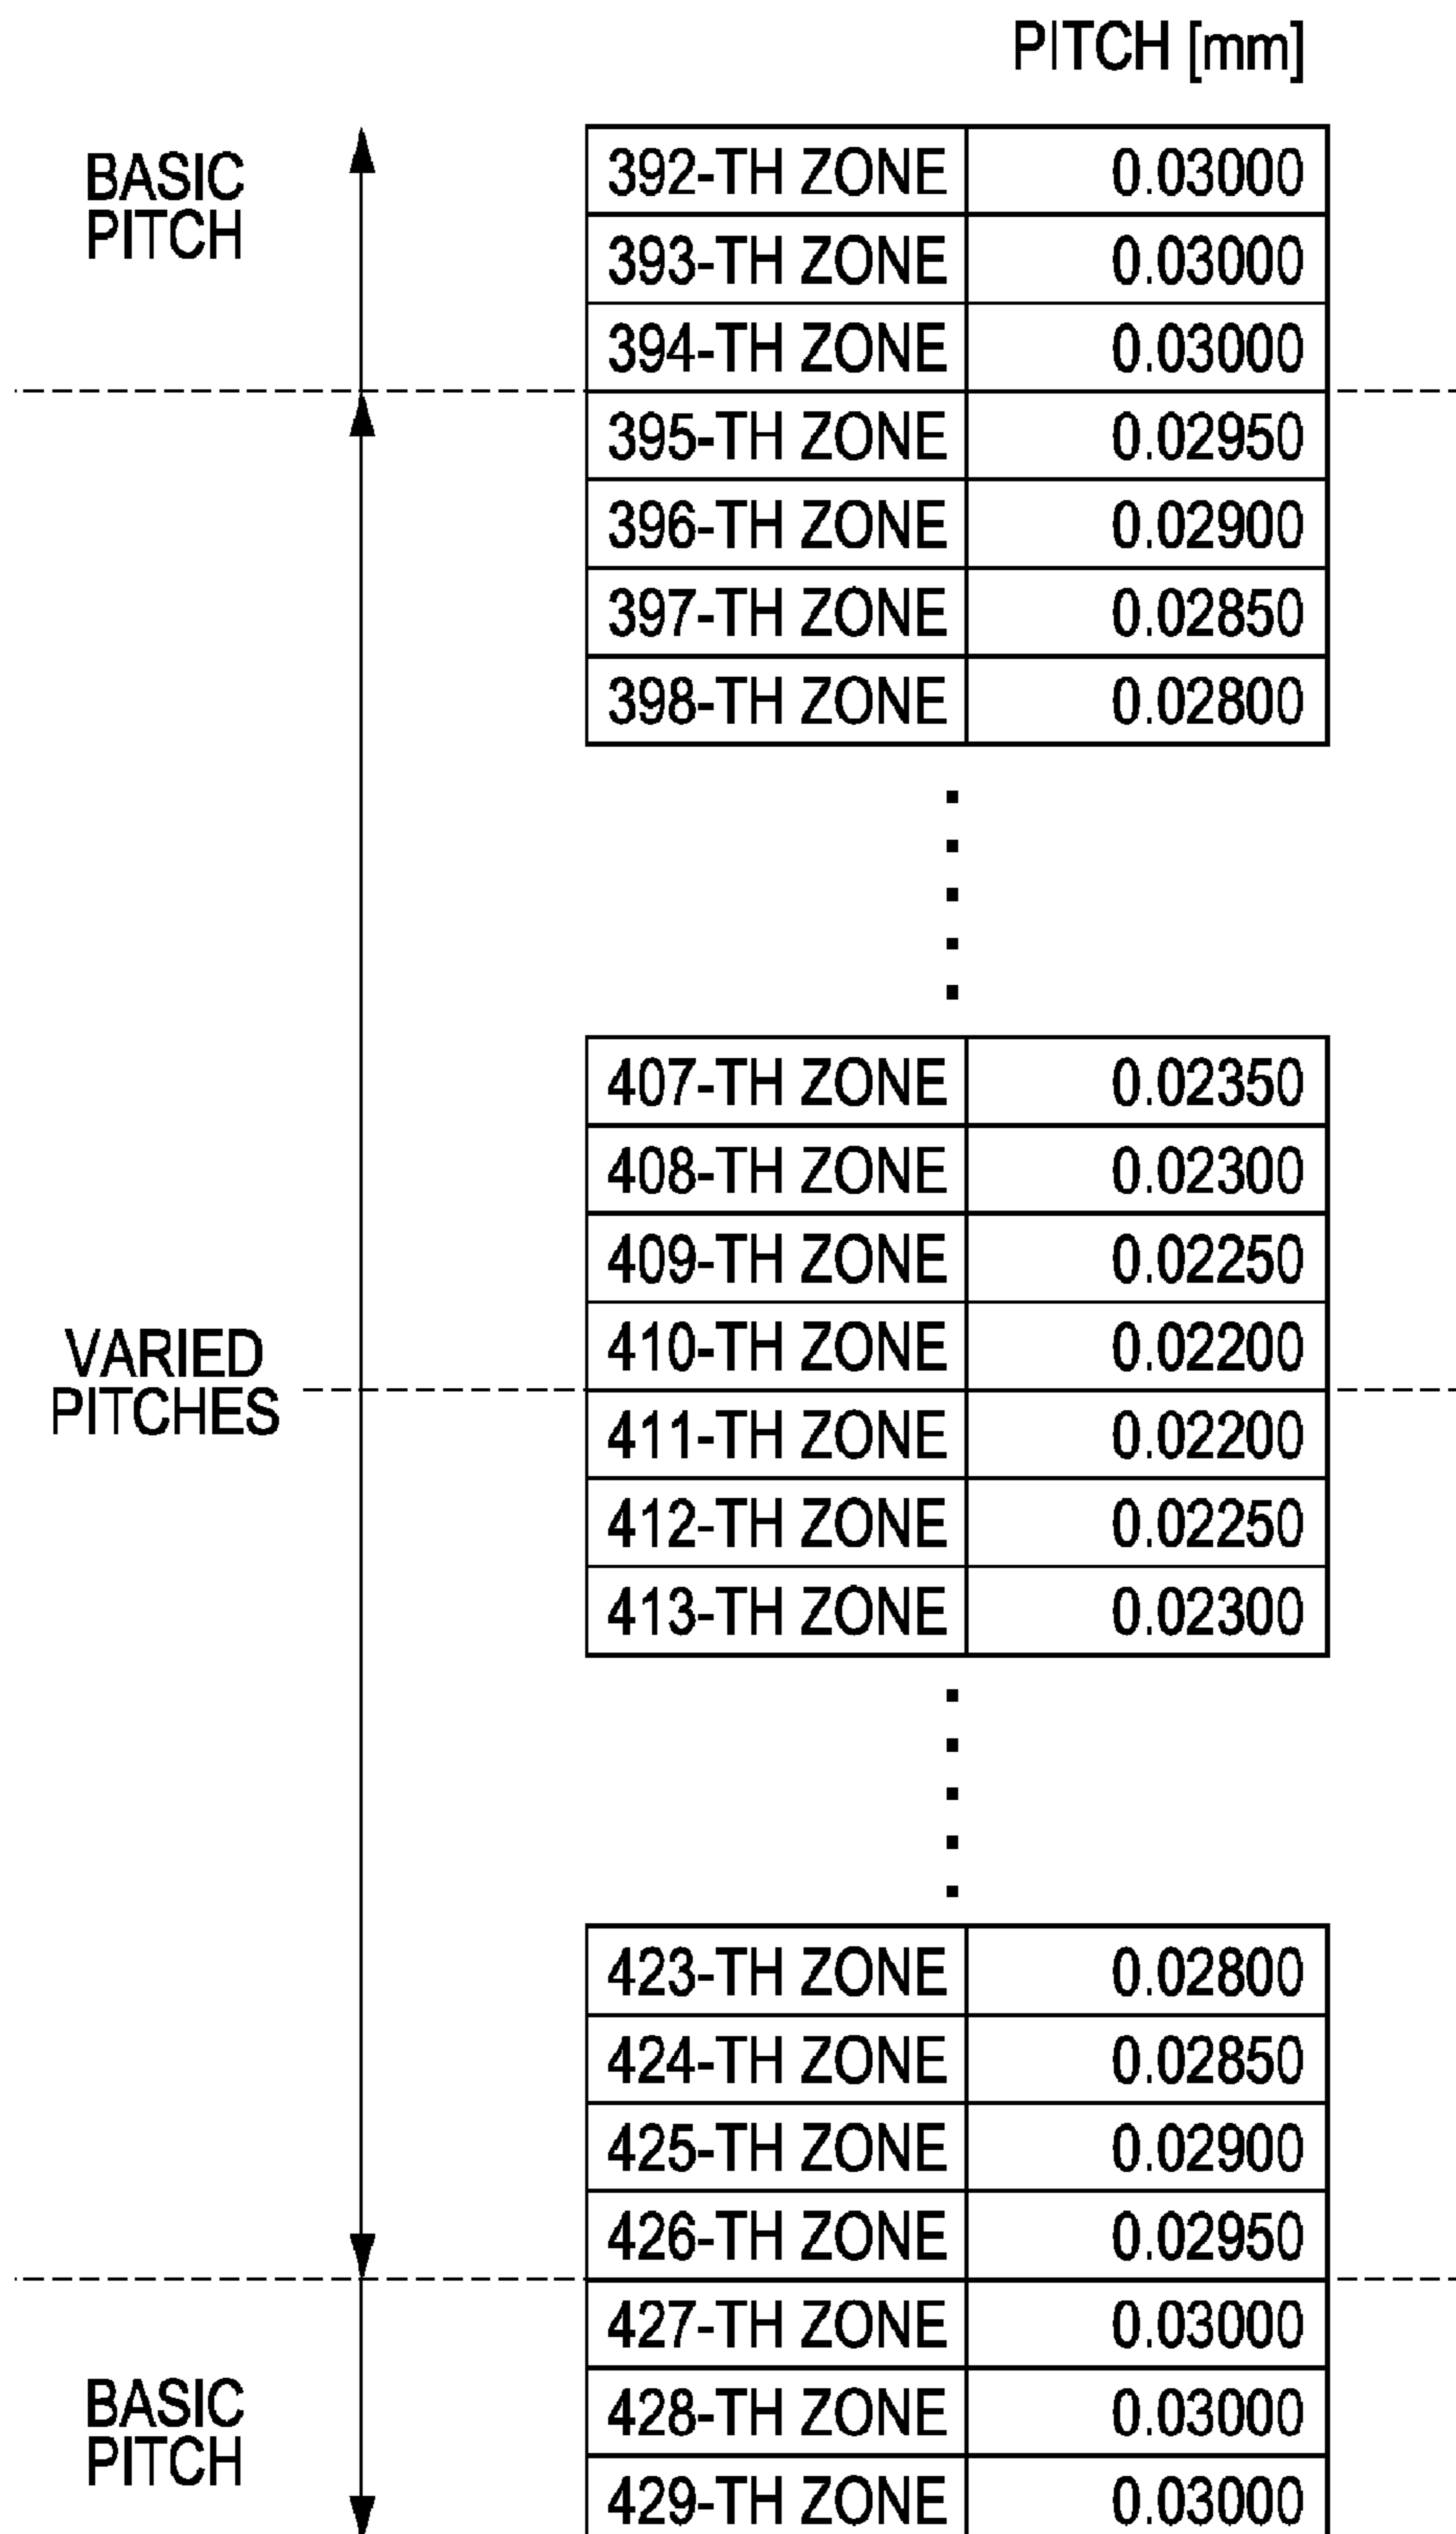 PITCH [mm]
BASIC
PITCH
392-TH ZONE 0.03000
393-TH ZONE 0.03000
394-TH ZONE 0.03000
395-TH ZONE 0.02950
396-TH ZONE 0.02900
397-TH ZONE 0.02850
398-TH ZONE 0.02800
407-TH ZONE 0.02350
408-TH ZONE 0.02300
409-TH ZONE 0.02250
410-TH ZONE 0.02200
VARIED
PITCHES
411-TH ZONE 0.02200
412-TH ZONE 0.02250
413-TH ZONE 0.02300
423-TH ZONE 0.02800
424-TH ZONE 0.02850
425-TH ZONE 0.02900
426-TH ZONE 0.02950
427-TH ZONE 0.03000
BASIC
PITCH
428-TH ZONE 0.03000
429-TH ZONE 0.03000